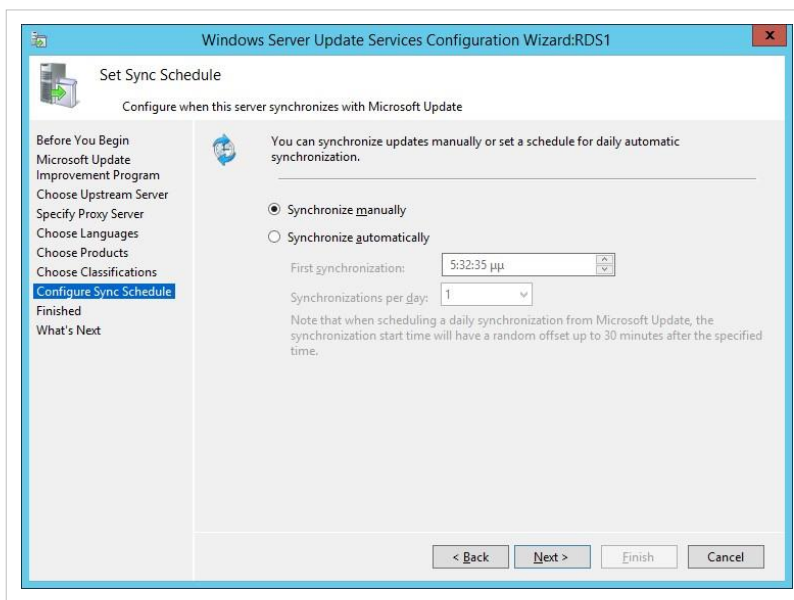 Windows Server Update Services Configuration Wizard:RDS1
x
Set Sync Schedule
Configure when this server synchronizes with Microsoft Update
Before You Begin
Microsoft Update
Improvement Program
Choose Upstream Server
Specify Proxy Server
Choose Languages
Choose Products
Choose Classifications
Configure Sync Schedule
Finished
What's Next
You can synchronize updates manually or set a schedule for daily automatic
synchronization.
Synchronize manually
Synchronize automatically
First synchronization: 5:32:35 μμ
Synchronizations per day: 1
Note that when scheduling a daily synchronization from Microsoft Update, the
synchronization start time will have a random offset up to 30 minutes after the specified
time.
< Back Next > Finish Cancel